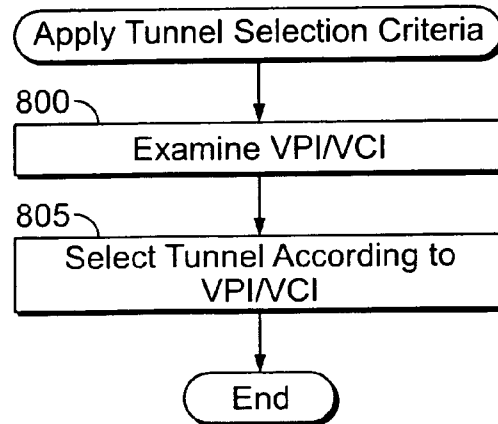 Apply Tunnel Selection Criteria
800
Examine VPI/VCI
805
Select Tunnel According to
VPI/VCI
End